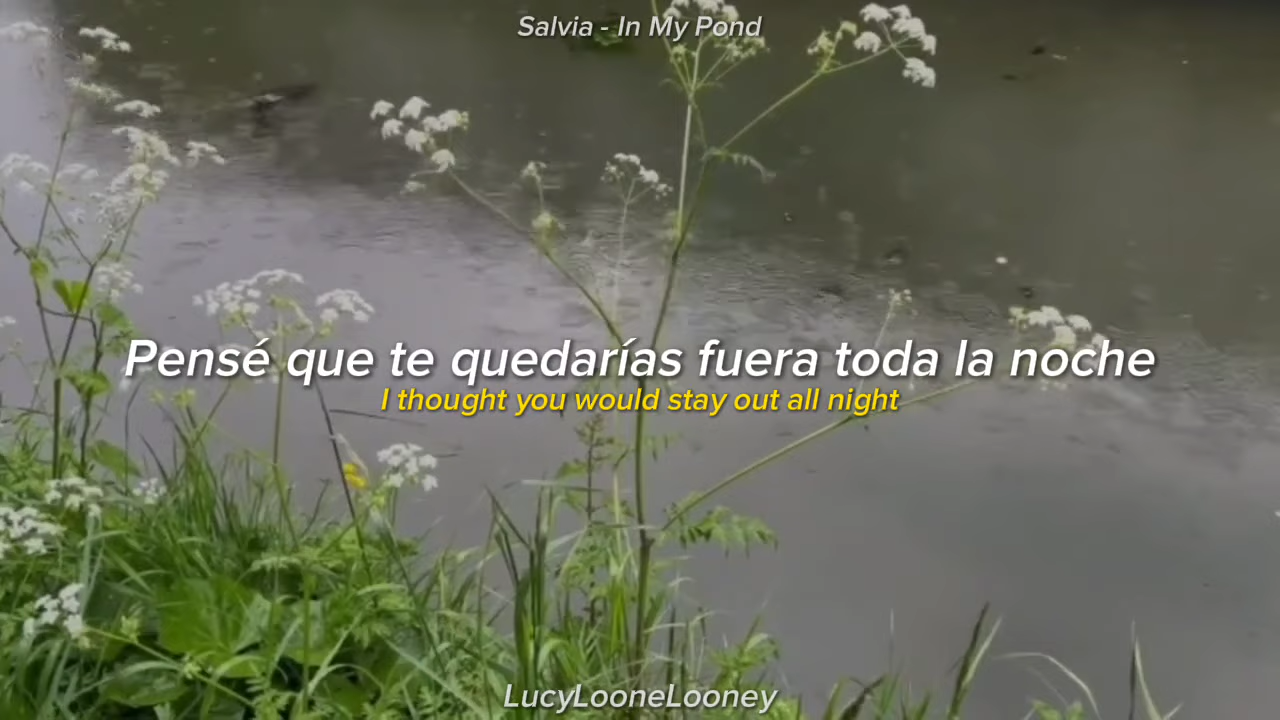 Salvia - In My Pond
Pensé que te quedarías fuera toda la noche
I thought you would stay out all night
LucyLooneLooney